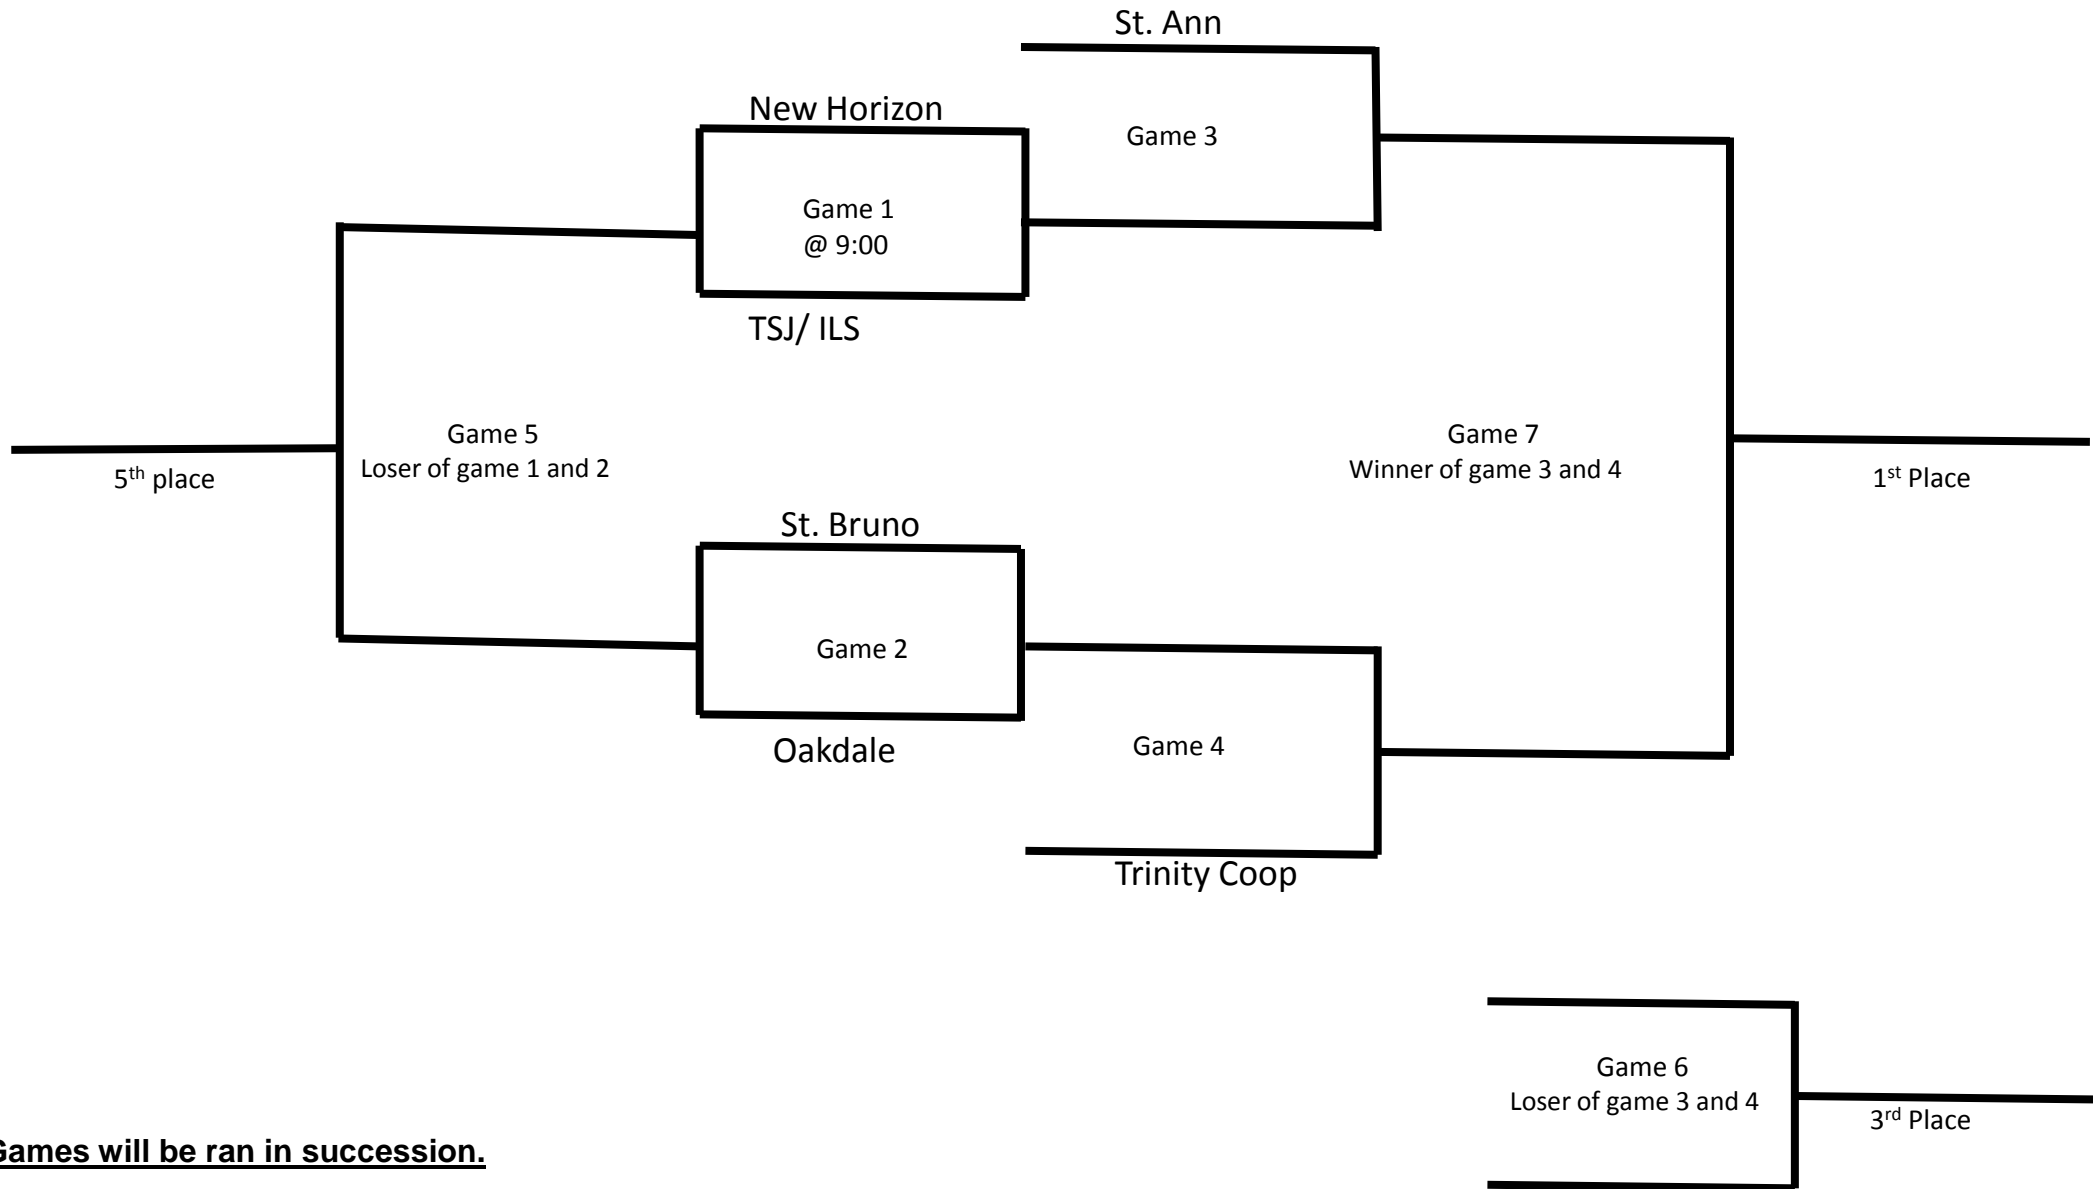 St. Ann
New Horizon
Game 3
Game 1
@ 9:00
TSJ/ ILS
Game 5
Loser of game 1 and 2
5th place
Game 7
Winner of game 3 and 4
1st Place
St. Bruno
Game 2
Oakdale
Game 4
Trinity Coop
Game 6
Loser of game 3 and 4
3rd Place
Games will be ran in succession.